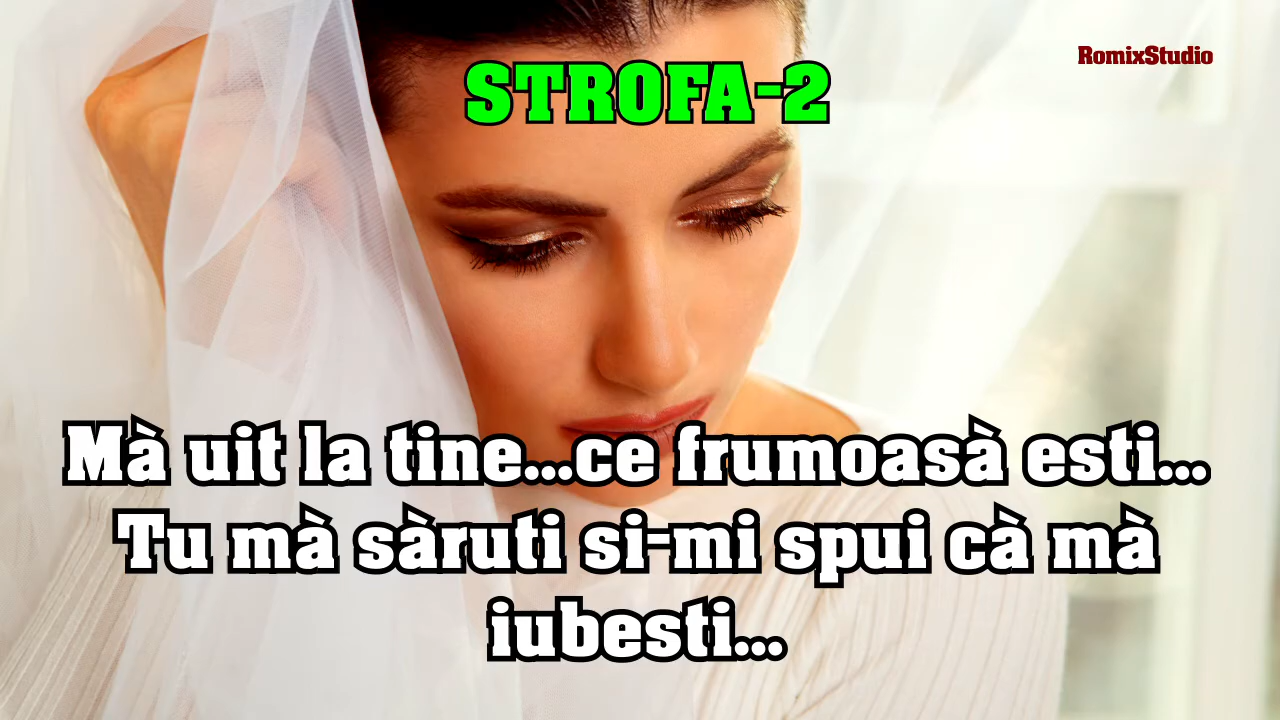 RomixStudio
STROFA-2
Mà uit la tine...ce frumoasà esti...
Tu mà sàruti si-mi spui cà mà
iubesti...